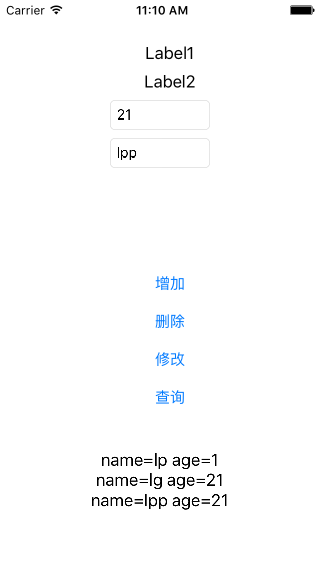 Carrier 11:10 AM
Label1
Label2
21
lpp
增加
删除
修改
查询
name=lp age=1
name=lg age=21
name=lpp age=21